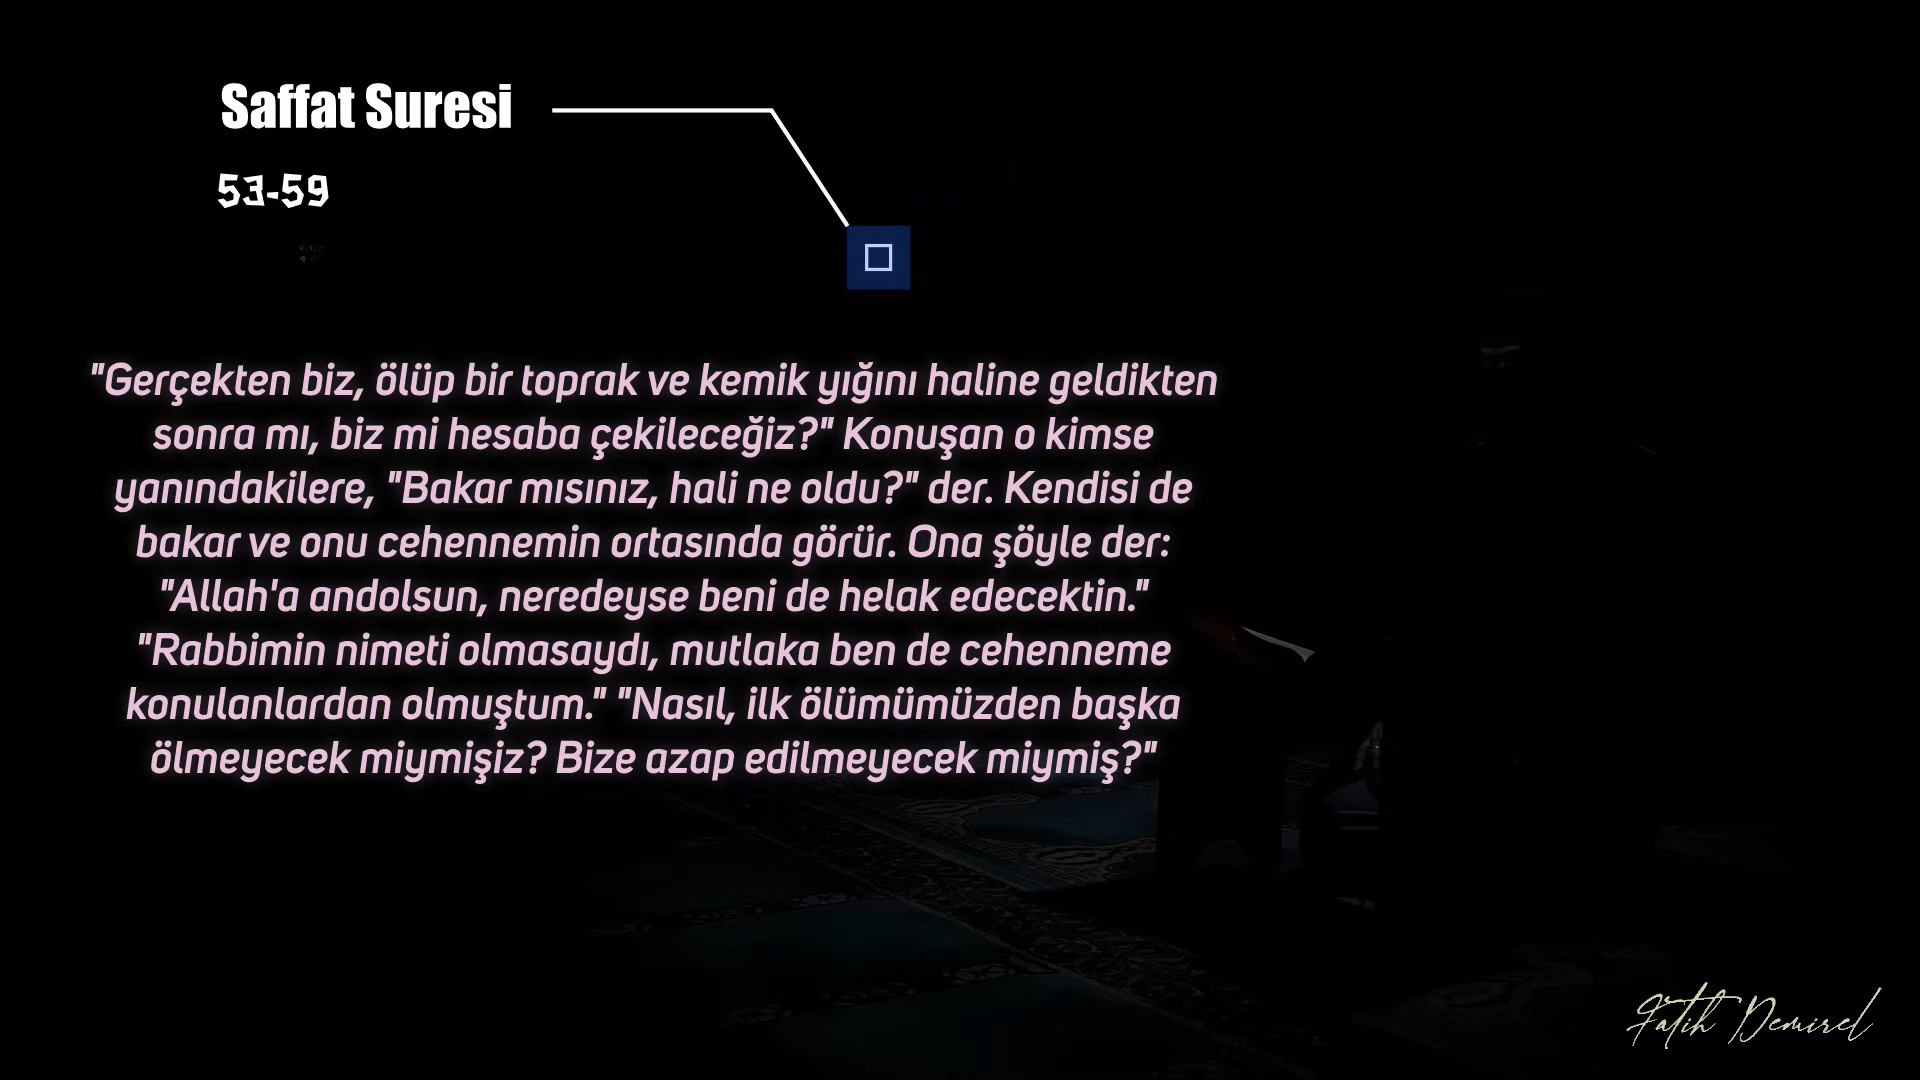 Saffat Suresi
53-59
"Gerçekten biz, ölüp bir toprak ve kemik yığını haline geldikten
sonra mı, biz mi hesaba çekileceğiz?" Konuşan o kimse
yanındakilere, "Bakar mısınız, hali ne oldu?" der. Kendisi de
bakar ve onu cehennemin ortasında görür. Ona şöyle der:
"Allah'a andolsun, neredeyse beni de helak edecektin."
"Rabbimin nimeti olmasaydı, mutlaka ben de cehenneme
konulanlardan olmuştum." "Nasıl, ilk ölümümüzden başka
ölmeyecek miymişiz? Bize azap edilmeyecek miymiş?"
Fatih Demirel